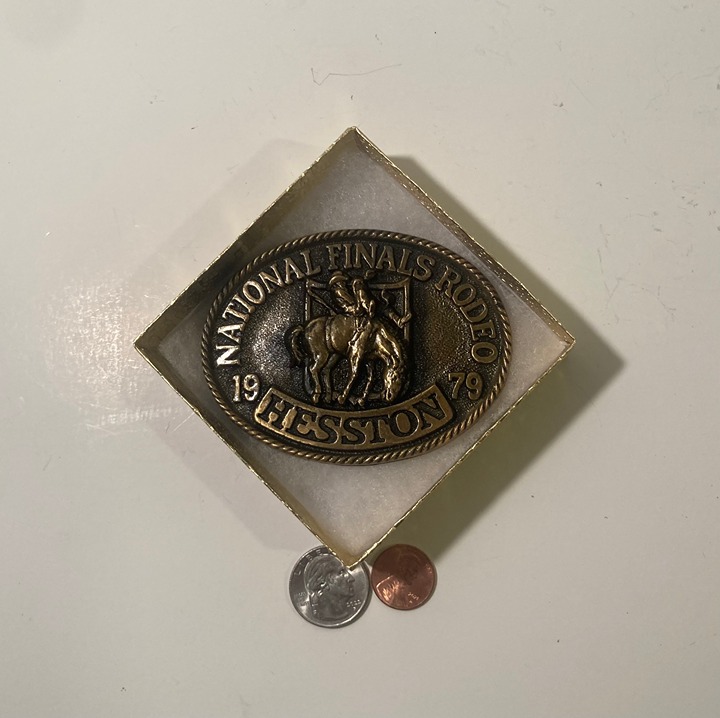 NATIONAL FINALS RODEO
19 79
HESSTON